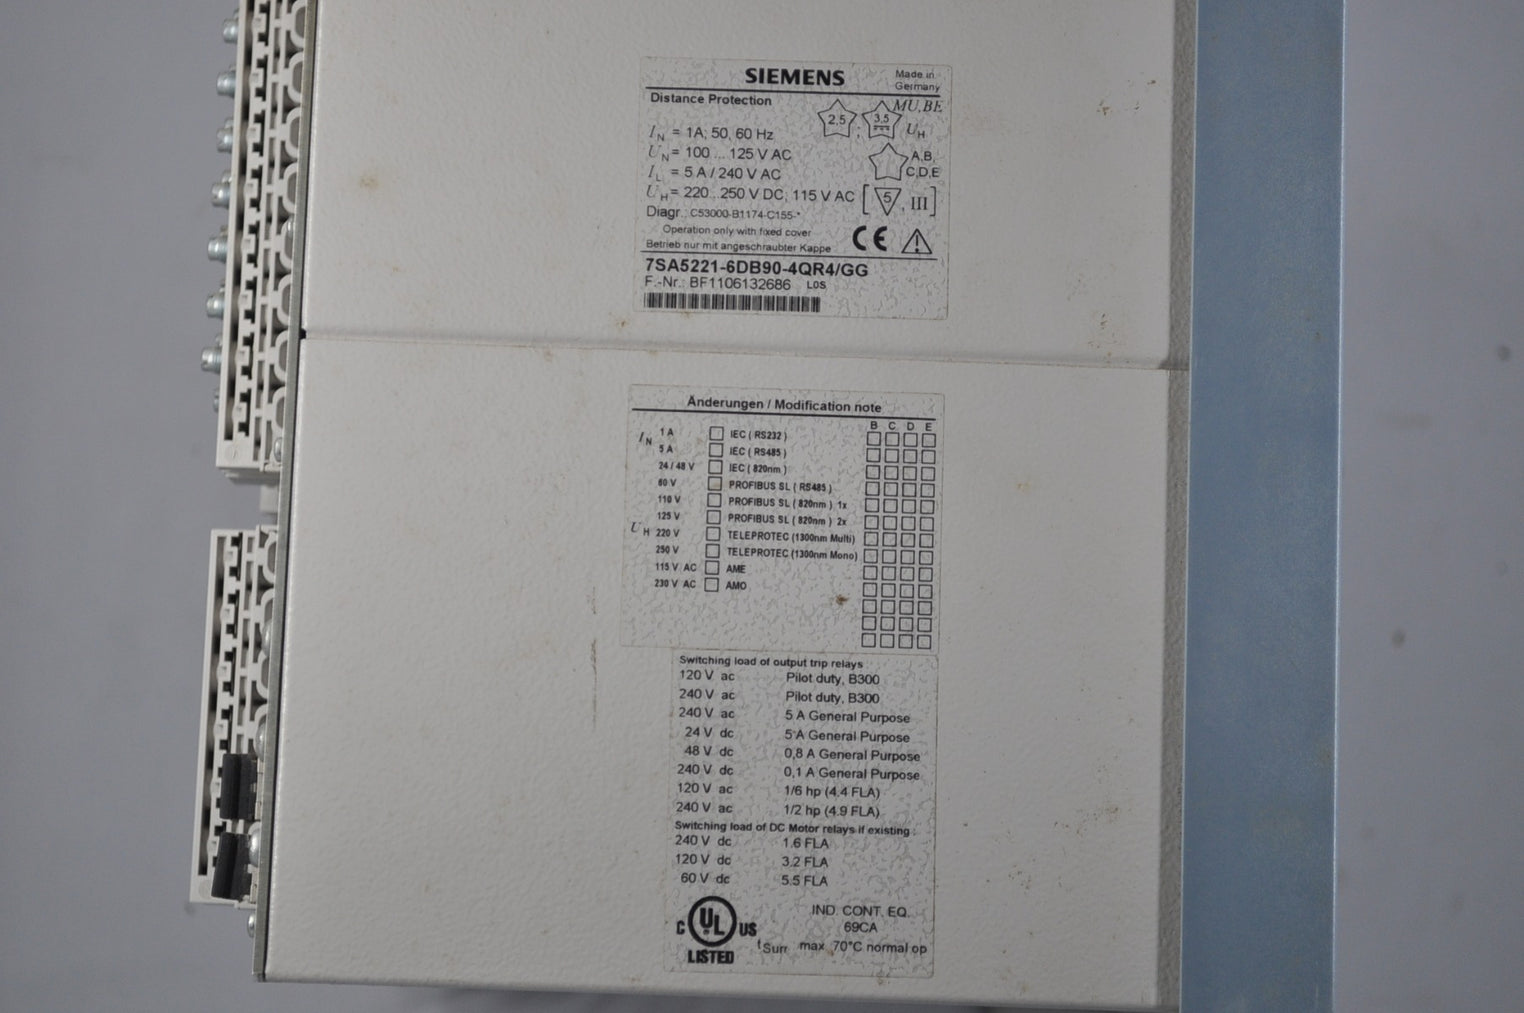 SIEMENS
Made in Germany
Distance Protection
2,5 ; 3,5 MU,BE
UH
IN = 1A; 50, 60 Hz
UN = 100 ... 125 V AC
A,B, C,D,E
IL = 5 A / 240 V AC
UH = 220...250 V DC; 115 V AC [ 5 , III ]
Diagr.: C53000-B1174-C155-*
Operation only with fixed cover
Betrieb nur mit angeschraubter Kappe
CE
7SA5221-6DB90-4QR4/GG
F.-Nr.: BF1106132686 L0S
Änderungen / Modification note
B C D E
IN 1 A IEC ( RS232 )
5 A IEC ( RS485 )
24 / 48 V IEC ( 820nm )
60 V PROFIBUS SL ( RS485 )
110 V PROFIBUS SL ( 820nm ) 1x
125 V PROFIBUS SL ( 820nm ) 2x
UH 220 V TELEPROTEC (1300nm Multi)
250 V TELEPROTEC (1300nm Mono)
115 V AC AME
230 V AC AMO
Switching load of output trip relays :
120 V ac Pilot duty, B300
240 V ac Pilot duty, B300
240 V ac 5 A General Purpose
24 V dc 5 A General Purpose
48 V dc 0,8 A General Purpose
240 V dc 0,1 A General Purpose
120 V ac 1/6 hp (4.4 FLA)
240 V ac 1/2 hp (4.9 FLA)
Switching load of DC Motor relays if existing :
240 V dc 1.6 FLA
120 V dc 3.2 FLA
60 V dc 5.5 FLA
C UL US
LISTED
IND. CONT. EQ.
69CA
tSurr max. 70°C normal op